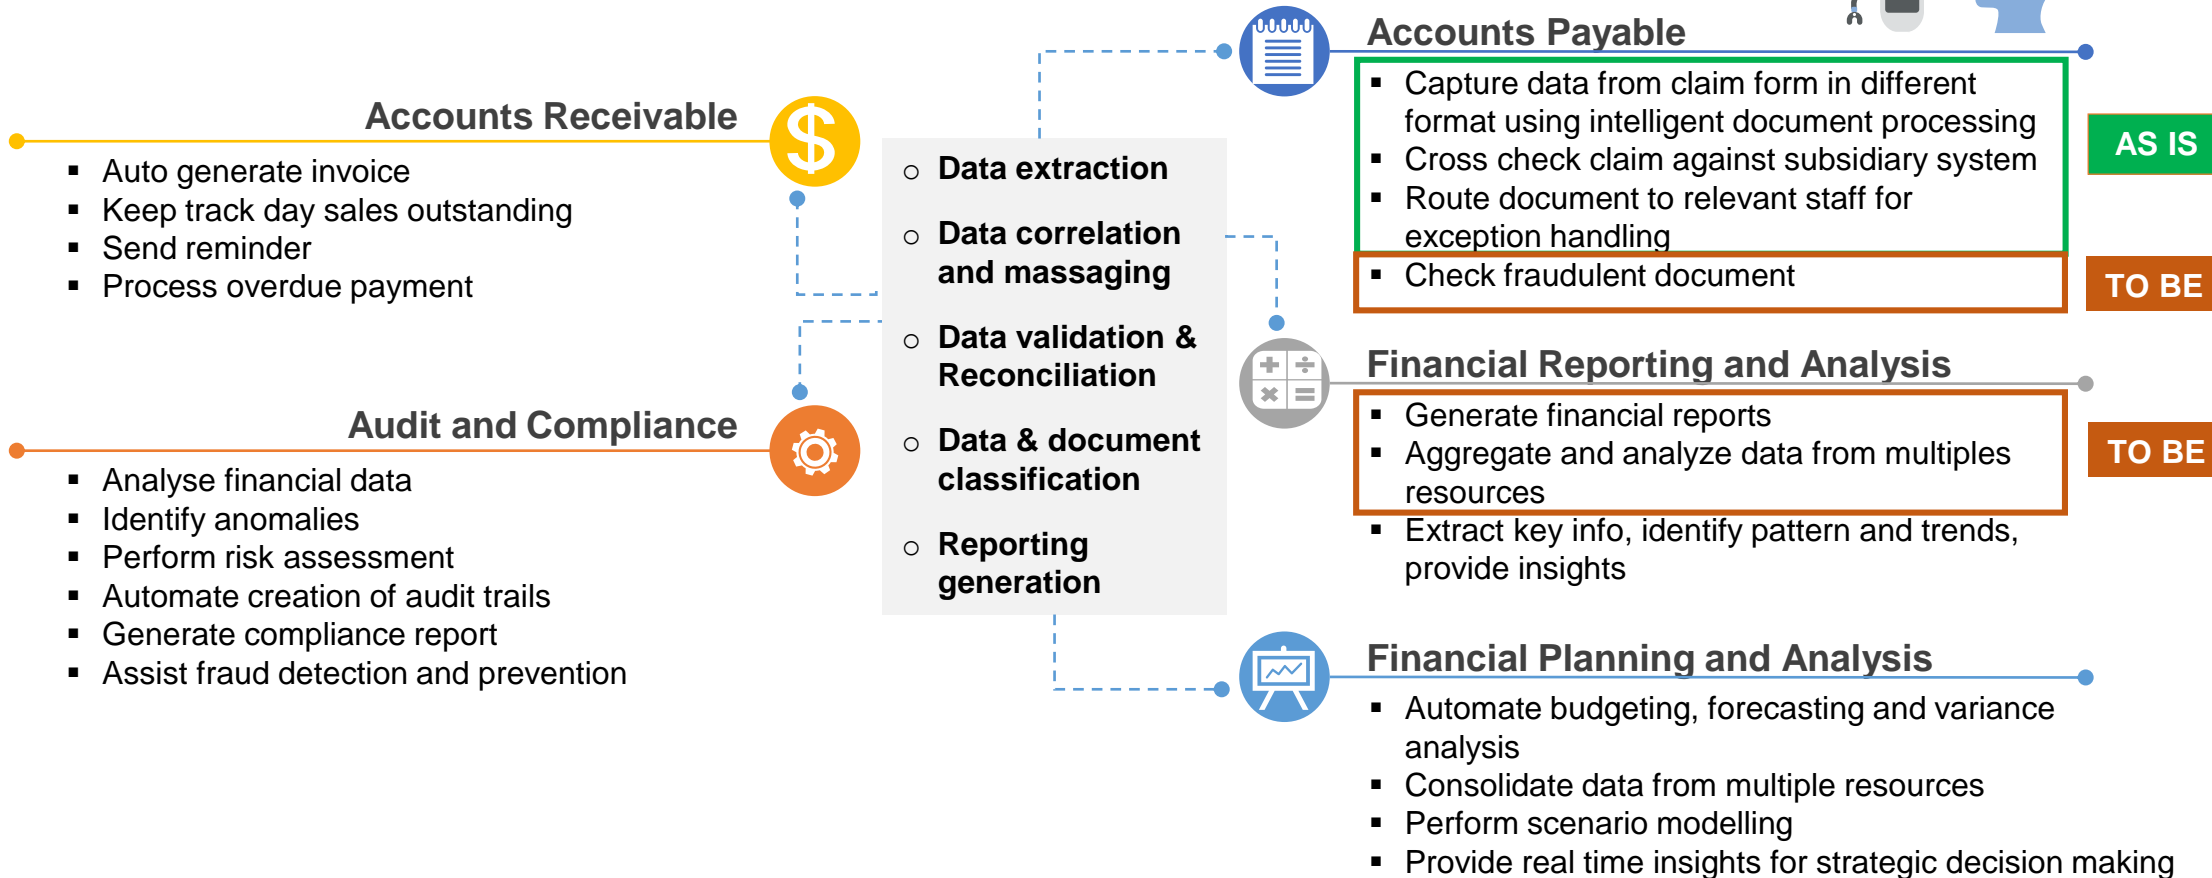 Accounts Receivable
▪ Auto generate invoice
▪ Keep track day sales outstanding
▪ Send reminder
▪ Process overdue payment
Audit and Compliance
▪ Analyse financial data
▪ Identify anomalies
▪ Perform risk assessment
▪ Automate creation of audit trails
▪ Generate compliance report
▪ Assist fraud detection and prevention
$
○ Data extraction
○ Data correlation
and massaging
○ Data validation &
Reconciliation
○ Data & document
classification
○ Reporting
generation
Accounts Payable
▪ Capture data from claim form in different
format using intelligent document processing
▪ Cross check claim against subsidiary system
▪ Route document to relevant staff for
exception handling
AS IS
▪ Check fraudulent document
TO BE
Financial Reporting and Analysis
▪ Generate financial reports
▪ Aggregate and analyze data from multiples
resources
TO BE
▪ Extract key info, identify pattern and trends,
provide insights
Financial Planning and Analysis
▪ Automate budgeting, forecasting and variance
analysis
▪ Consolidate data from multiple resources
▪ Perform scenario modelling
▪ Provide real time insights for strategic decision making